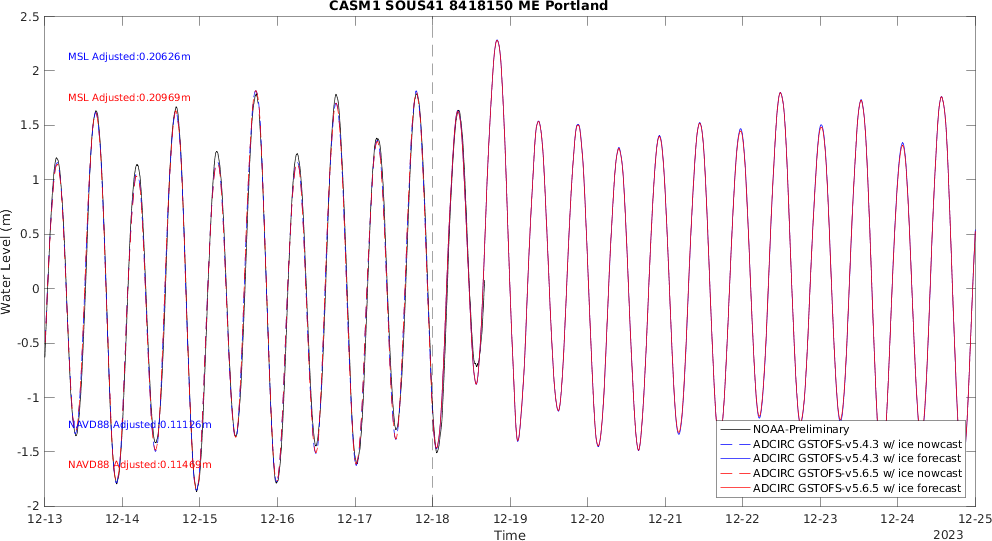 CASM1 SOUS41 8418150 ME Portland
2.5
2
1.5
1
0.5
0
-0.5
-1
-1.5
-2
Water Level (m)
MSL Adjusted:0.20626m
MSL Adjusted:0.20969m
NAVD88 Adjusted:0.11126m
NAVD88 Adjusted:0.11469m
NOAA-Preliminary
ADCIRC GSTOFS-v5.4.3 w/ ice nowcast
ADCIRC GSTOFS-v5.4.3 w/ ice forecast
ADCIRC GSTOFS-v5.6.5 w/ ice nowcast
ADCIRC GSTOFS-v5.6.5 w/ ice forecast
12-13 12-14 12-15 12-16 12-17 12-18 12-19 12-20 12-21 12-22 12-23 12-24 12-25
Time
2023